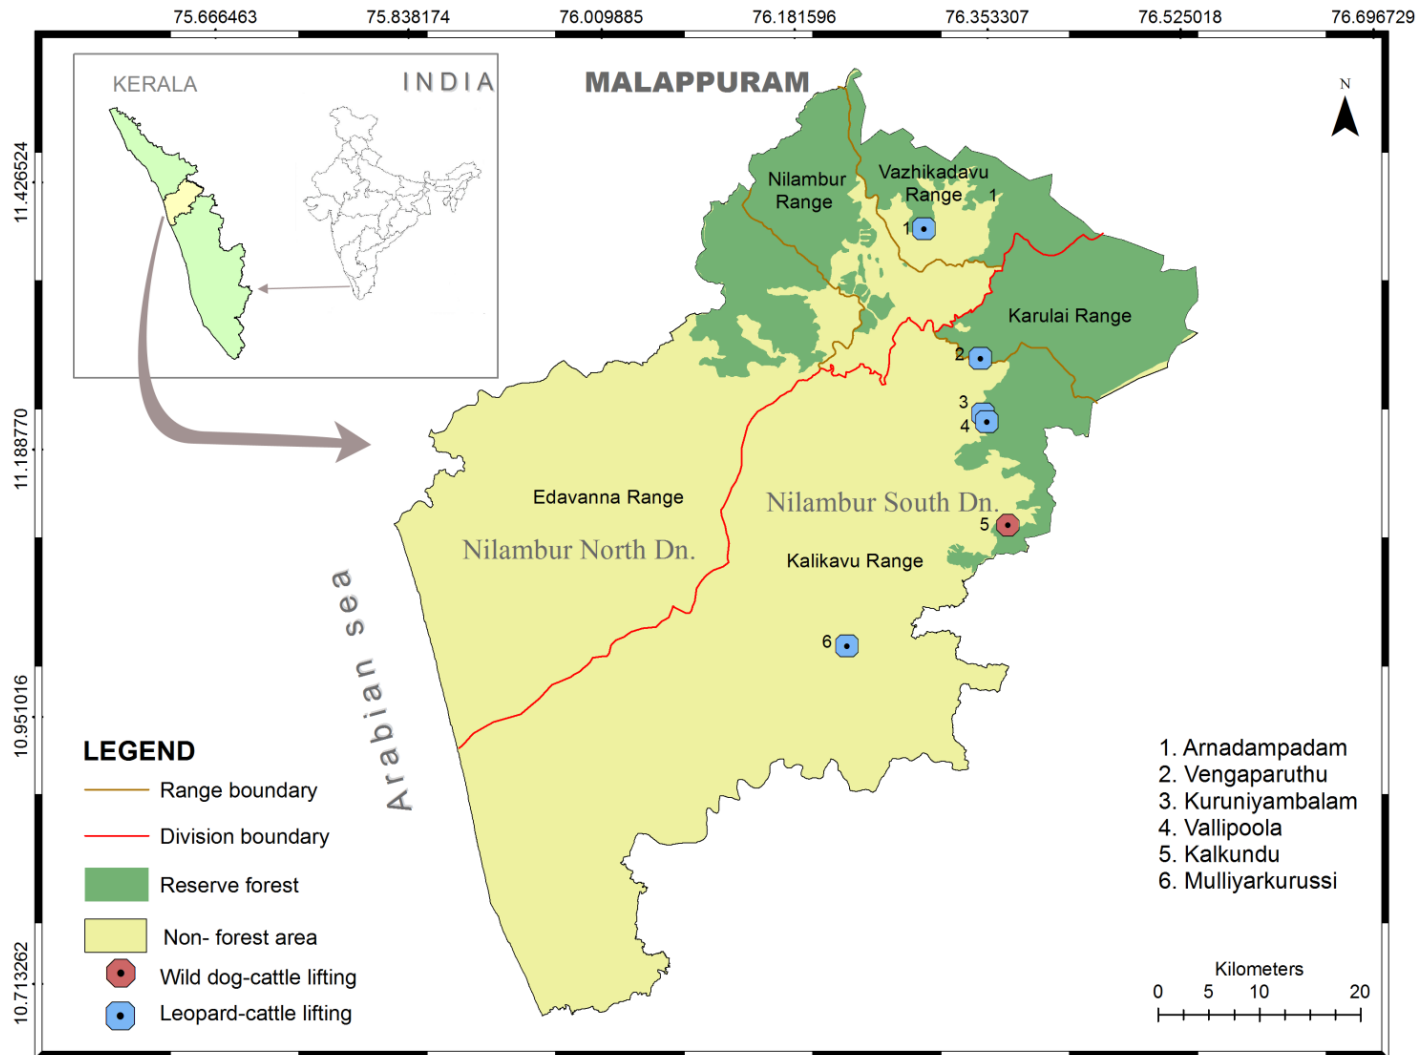 75.666463
75.838174
76.009885
76.181596
76.353307
76.525018
76.696729
KERALA
INDIA
MALAPPURAM
N
11.426524
11.188770
10.951016
10.713262
Nilambur
Range
Vazhikadavu
Range
1
1
Karulai Range
2
3
4
Edavanna Range
Nilambur South Dn.
5
Nilambur North Dn.
Kalikavu Range
6
Arabian sea
LEGEND
Range boundary
Division boundary
Reserve forest
Non- forest area
Wild dog-cattle lifting
Leopard-cattle lifting
1. Arnadampadam
2. Vengaparuthu
3. Kuruniyambalam
4. Vallipoola
5. Kalkundu
6. Mulliyarkurussi
Kilometers
0 5 10 20